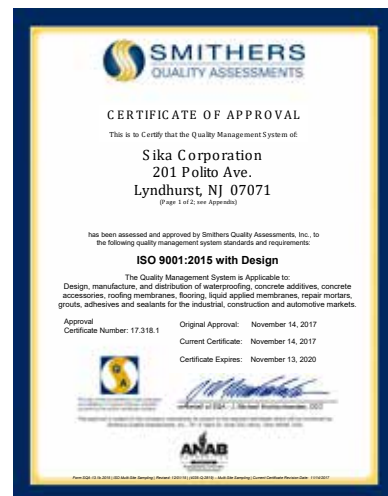 SMITHERS
QUALITY ASSESSMENTS
CERTIFICATE OF APPROVAL
This is to Certify that the Quality Management System of:
Sika Corporation
201 Polito Ave.
Lyndhurst, NJ 07071
(Page 1 of 2; see Appendix)
has been assessed and approved by Smithers Quality Assessments, Inc., to
the following quality management system standards and requirements:
ISO 9001:2015 with Design
The Quality Management System is Applicable to:
Design, manufacture, and distribution of waterproofing, concrete additives, concrete
accessories, roofing membranes, flooring, liquid applied membranes, repair mortars,
grouts, adhesives and sealants for the industrial, construction and automotive markets.
Approval
Certificate Number: 17.318.1
Original Approval: November 14, 2017
Current Certificate: November 14, 2017
Certificate Expires: November 13, 2020
S
Q
A
ANAB